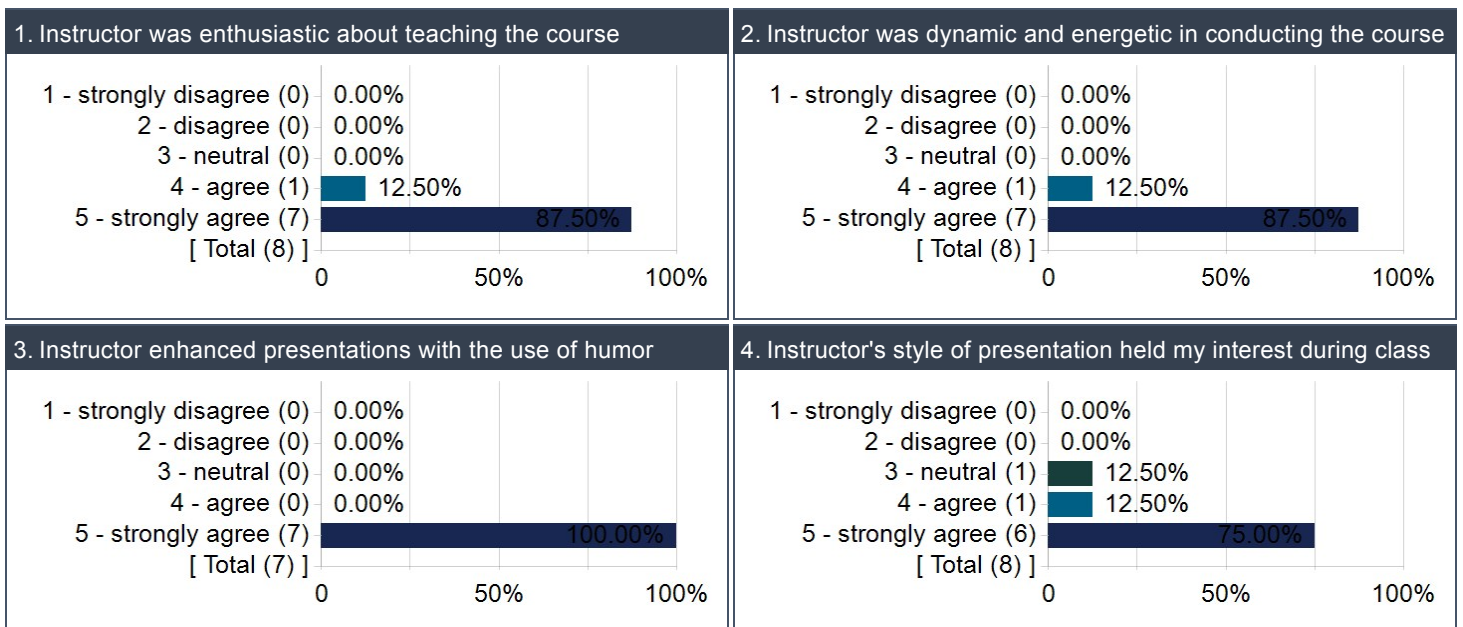 1. Instructor was enthusiastic about teaching the course
1 - strongly disagree (0) 0.00%
2 - disagree (0) 0.00%
3 - neutral (0) 0.00%
4 - agree (1) 12.50%
5 - strongly agree (7) 87.50%
[ Total (8) ]
0 50% 100%
2. Instructor was dynamic and energetic in conducting the course
1 - strongly disagree (0) 0.00%
2 - disagree (0) 0.00%
3 - neutral (0) 0.00%
4 - agree (1) 12.50%
5 - strongly agree (7) 87.50%
[ Total (8) ]
0 50% 100%
3. Instructor enhanced presentations with the use of humor
1 - strongly disagree (0) 0.00%
2 - disagree (0) 0.00%
3 - neutral (0) 0.00%
4 - agree (0) 0.00%
5 - strongly agree (7) 100.00%
[ Total (7) ]
0 50% 100%
4. Instructor's style of presentation held my interest during class
1 - strongly disagree (0) 0.00%
2 - disagree (0) 0.00%
3 - neutral (1) 12.50%
4 - agree (1) 12.50%
5 - strongly agree (6) 75.00%
[ Total (8) ]
0 50% 100%